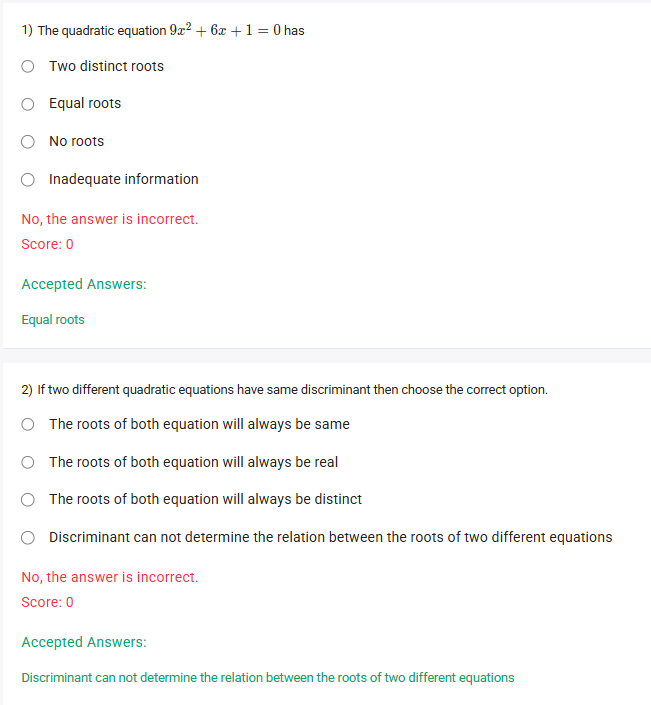 1) The quadratic equation 9x² + 6x + 1 = 0 has
Two distinct roots
Equal roots
No roots
Inadequate information
No, the answer is incorrect.
Score: 0
Accepted Answers:
Equal roots
2) If two different quadratic equations have same discriminant then choose the correct option.
The roots of both equation will always be same
The roots of both equation will always be real
The roots of both equation will always be distinct
Discriminant can not determine the relation between the roots of two different equations
No, the answer is incorrect.
Score: 0
Accepted Answers:
Discriminant can not determine the relation between the roots of two different equations